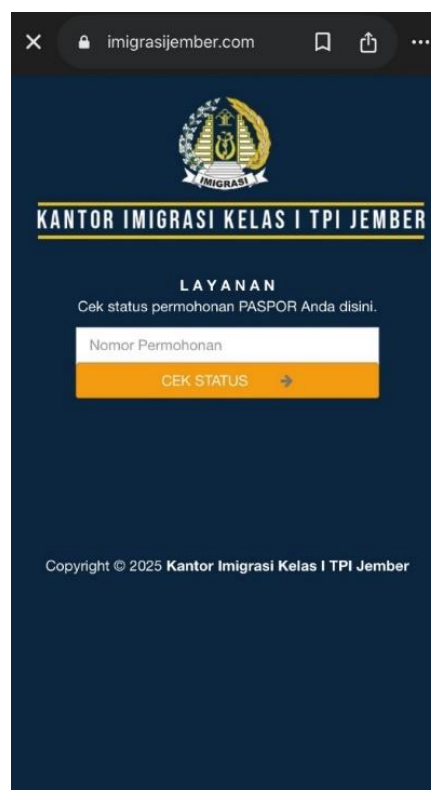 imigrasijember.com
IMIGRASI
KANTOR IMIGRASI KELAS I TPI JEMBER
LAYANAN
Cek status permohonan PASPOR Anda disini.
Nomor Permohonan
CEK STATUS
Copyright © 2025 Kantor Imigrasi Kelas I TPI Jember